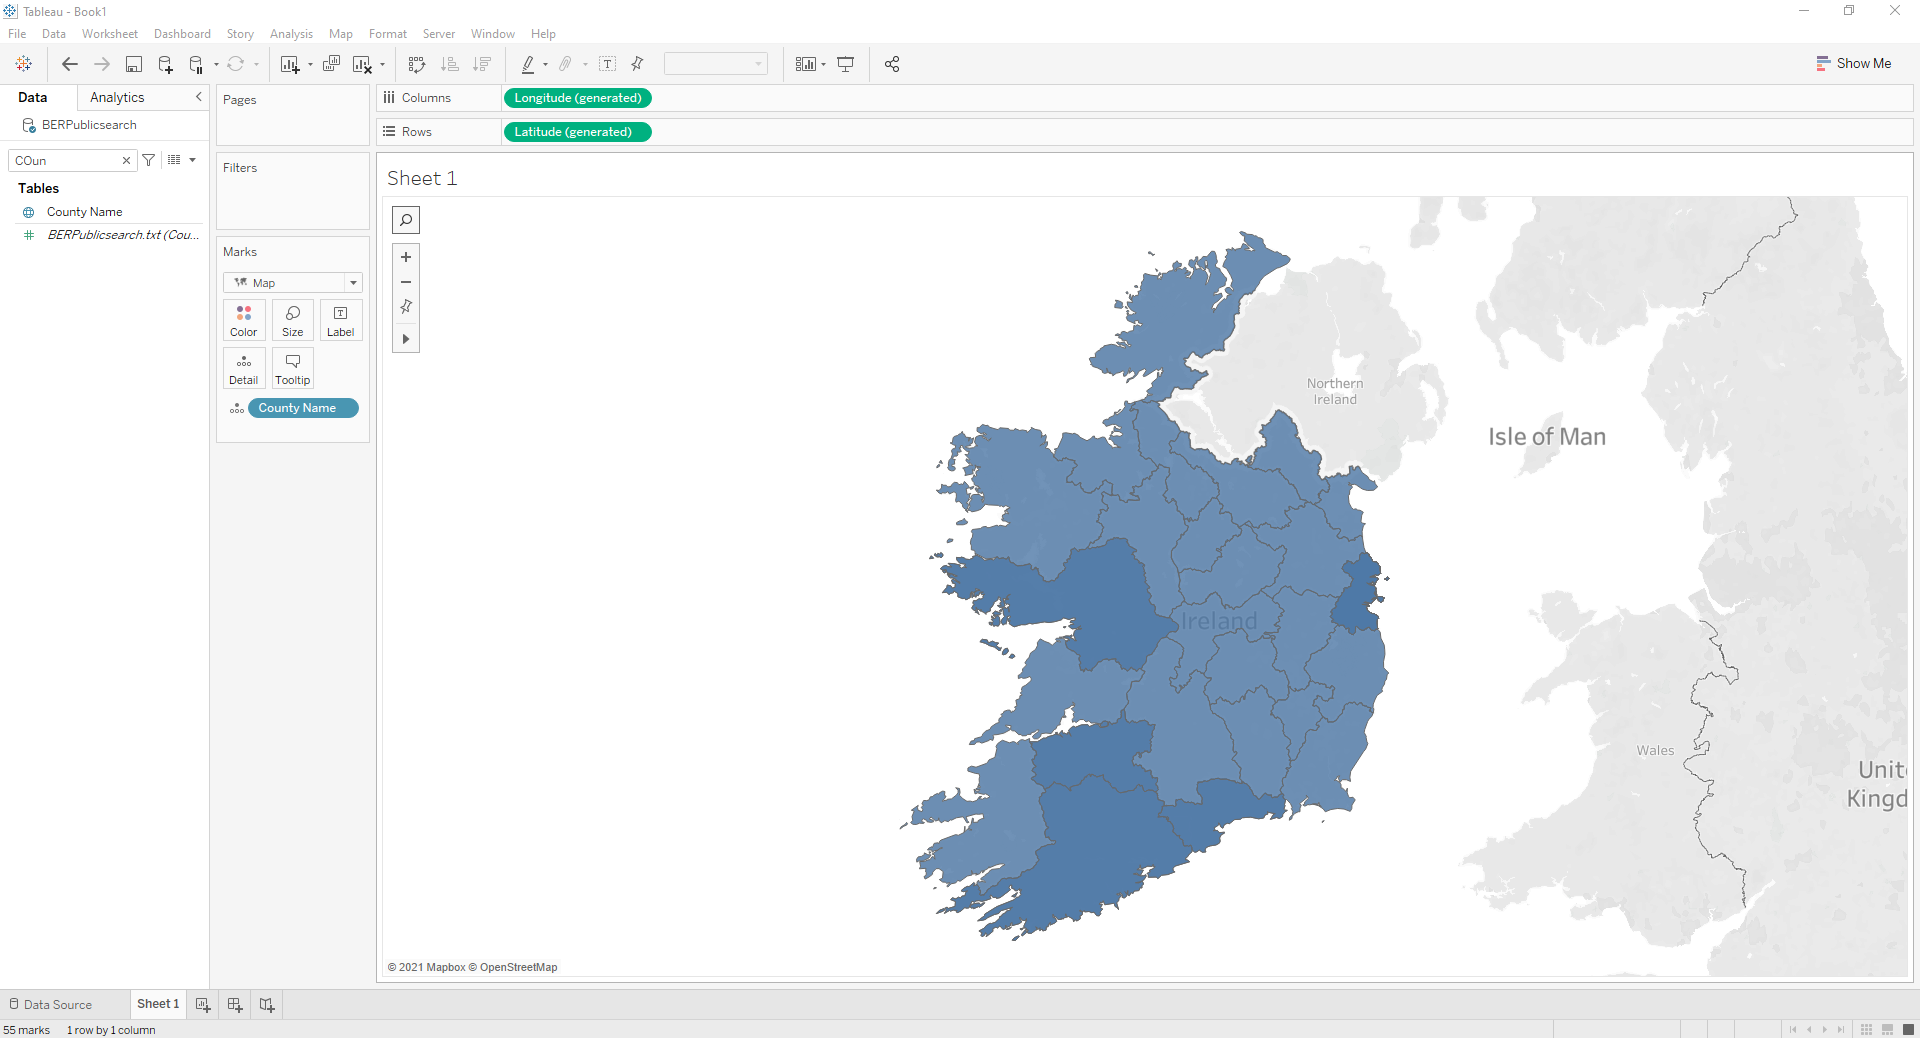 Tableau - Book1
File Data Worksheet Dashboard Story Analysis Map Format Server Window Help
Show Me
Data Analytics
Pages
Columns Longitude (generated)
BERPublicsearch
Rows Latitude (generated)
COun
Filters
Sheet 1
Tables
County Name
BERPublicsearch.txt (Cou...
Marks
Map
Color Size Label
Detail Tooltip
County Name
Northern
Ireland
Isle of Man
Ireland
Wales
Unit
Kingd
© 2021 Mapbox © OpenStreetMap
Data Source Sheet 1
55 marks 1 row by 1 column